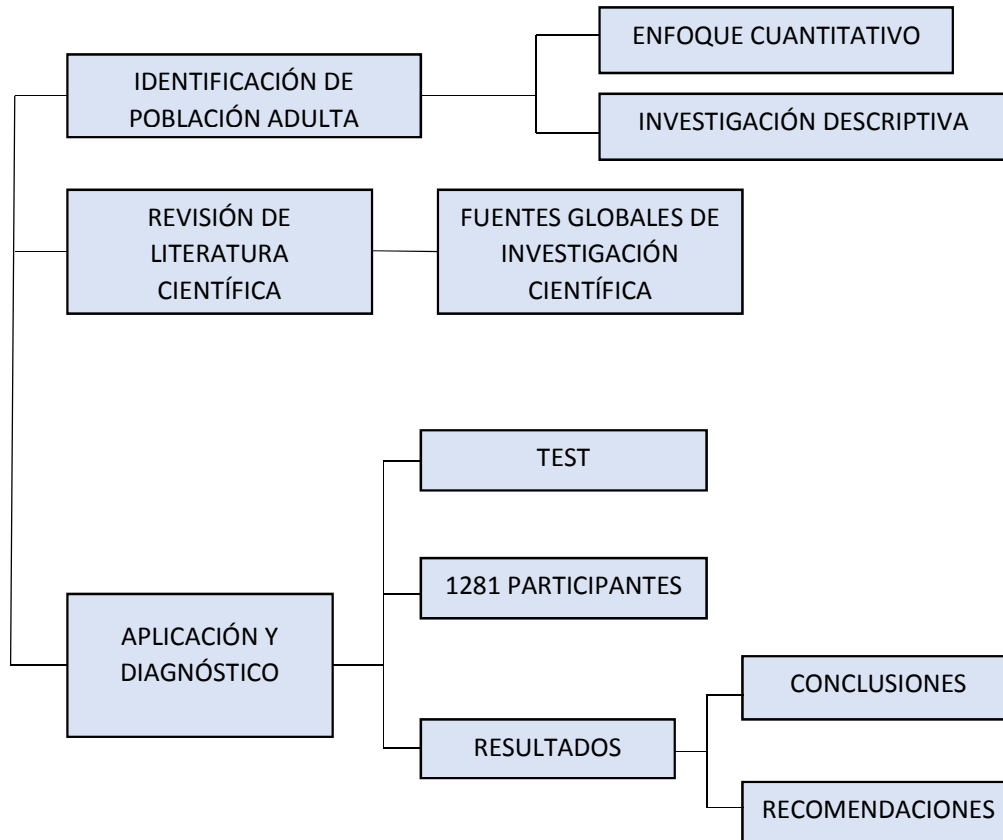 IDENTIFICACIÓN DE
POBLACIÓN ADULTA
ENFOQUE CUANTITATIVO
INVESTIGACIÓN DESCRIPTIVA
REVISIÓN DE
LITERATURA
CIENTÍFICA
FUENTES GLOBALES DE
INVESTIGACIÓN
CIENTÍFICA
APLICACIÓN Y
DIAGNÓSTICO
TEST
1281 PARTICIPANTES
RESULTADOS
CONCLUSIONES
RECOMENDACIONES